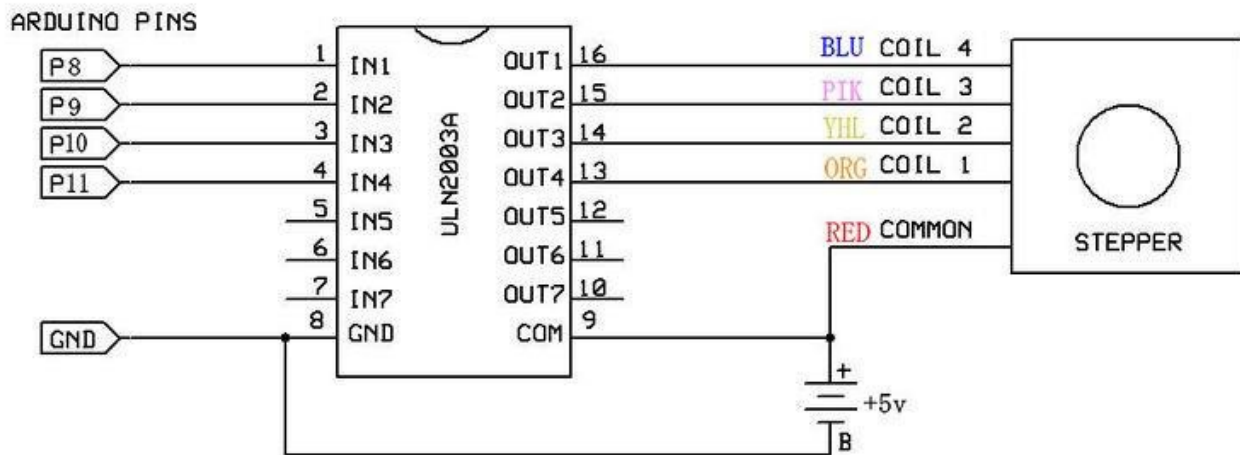 ARDUINO PINS
P8
P9
P10
P11
GND
1
2
3
4
5
6
7
8
IN1
IN2
IN3
IN4
IN5
IN6
IN7
GND
ULN2003A
OUT1
OUT2
OUT3
OUT4
OUT5
OUT6
OUT7
COM
16
15
14
13
12
11
10
9
BLU COIL 4
PIK COIL 3
YHL COIL 2
ORG COIL 1
RED COMMON
STEPPER
+
+5v
B